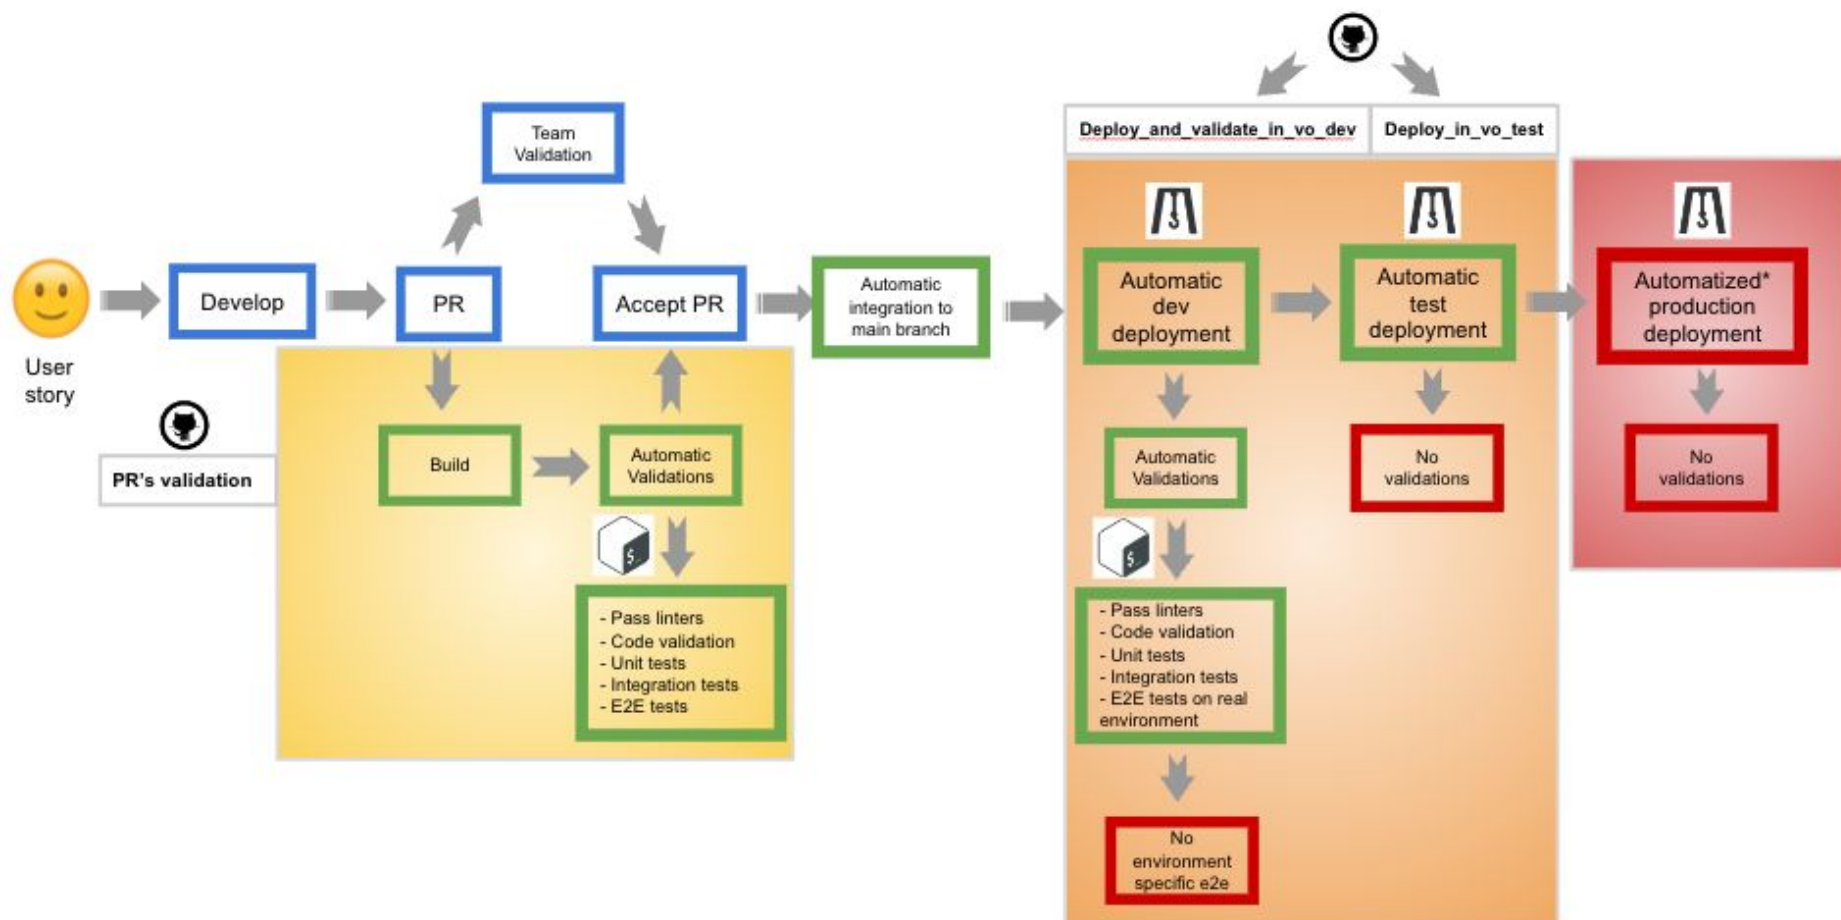 User
story
Develop
PR
Team
Validation
Accept PR
PR's validation
Build
Automatic
Validations
$_
- Pass linters
- Code validation
- Unit tests
- Integration tests
- E2E tests
Automatic
integration to
main branch
Deploy_and_validate_in_vo_dev
Deploy_in_vo_test
Automatic
dev
deployment
Automatic
Validations
$_
- Pass linters
- Code validation
- Unit tests
- Integration tests
- E2E tests on real
environment
No
environment
specific e2e
Automatic
test
deployment
No
validations
Automatized*
production
deployment
No
validations